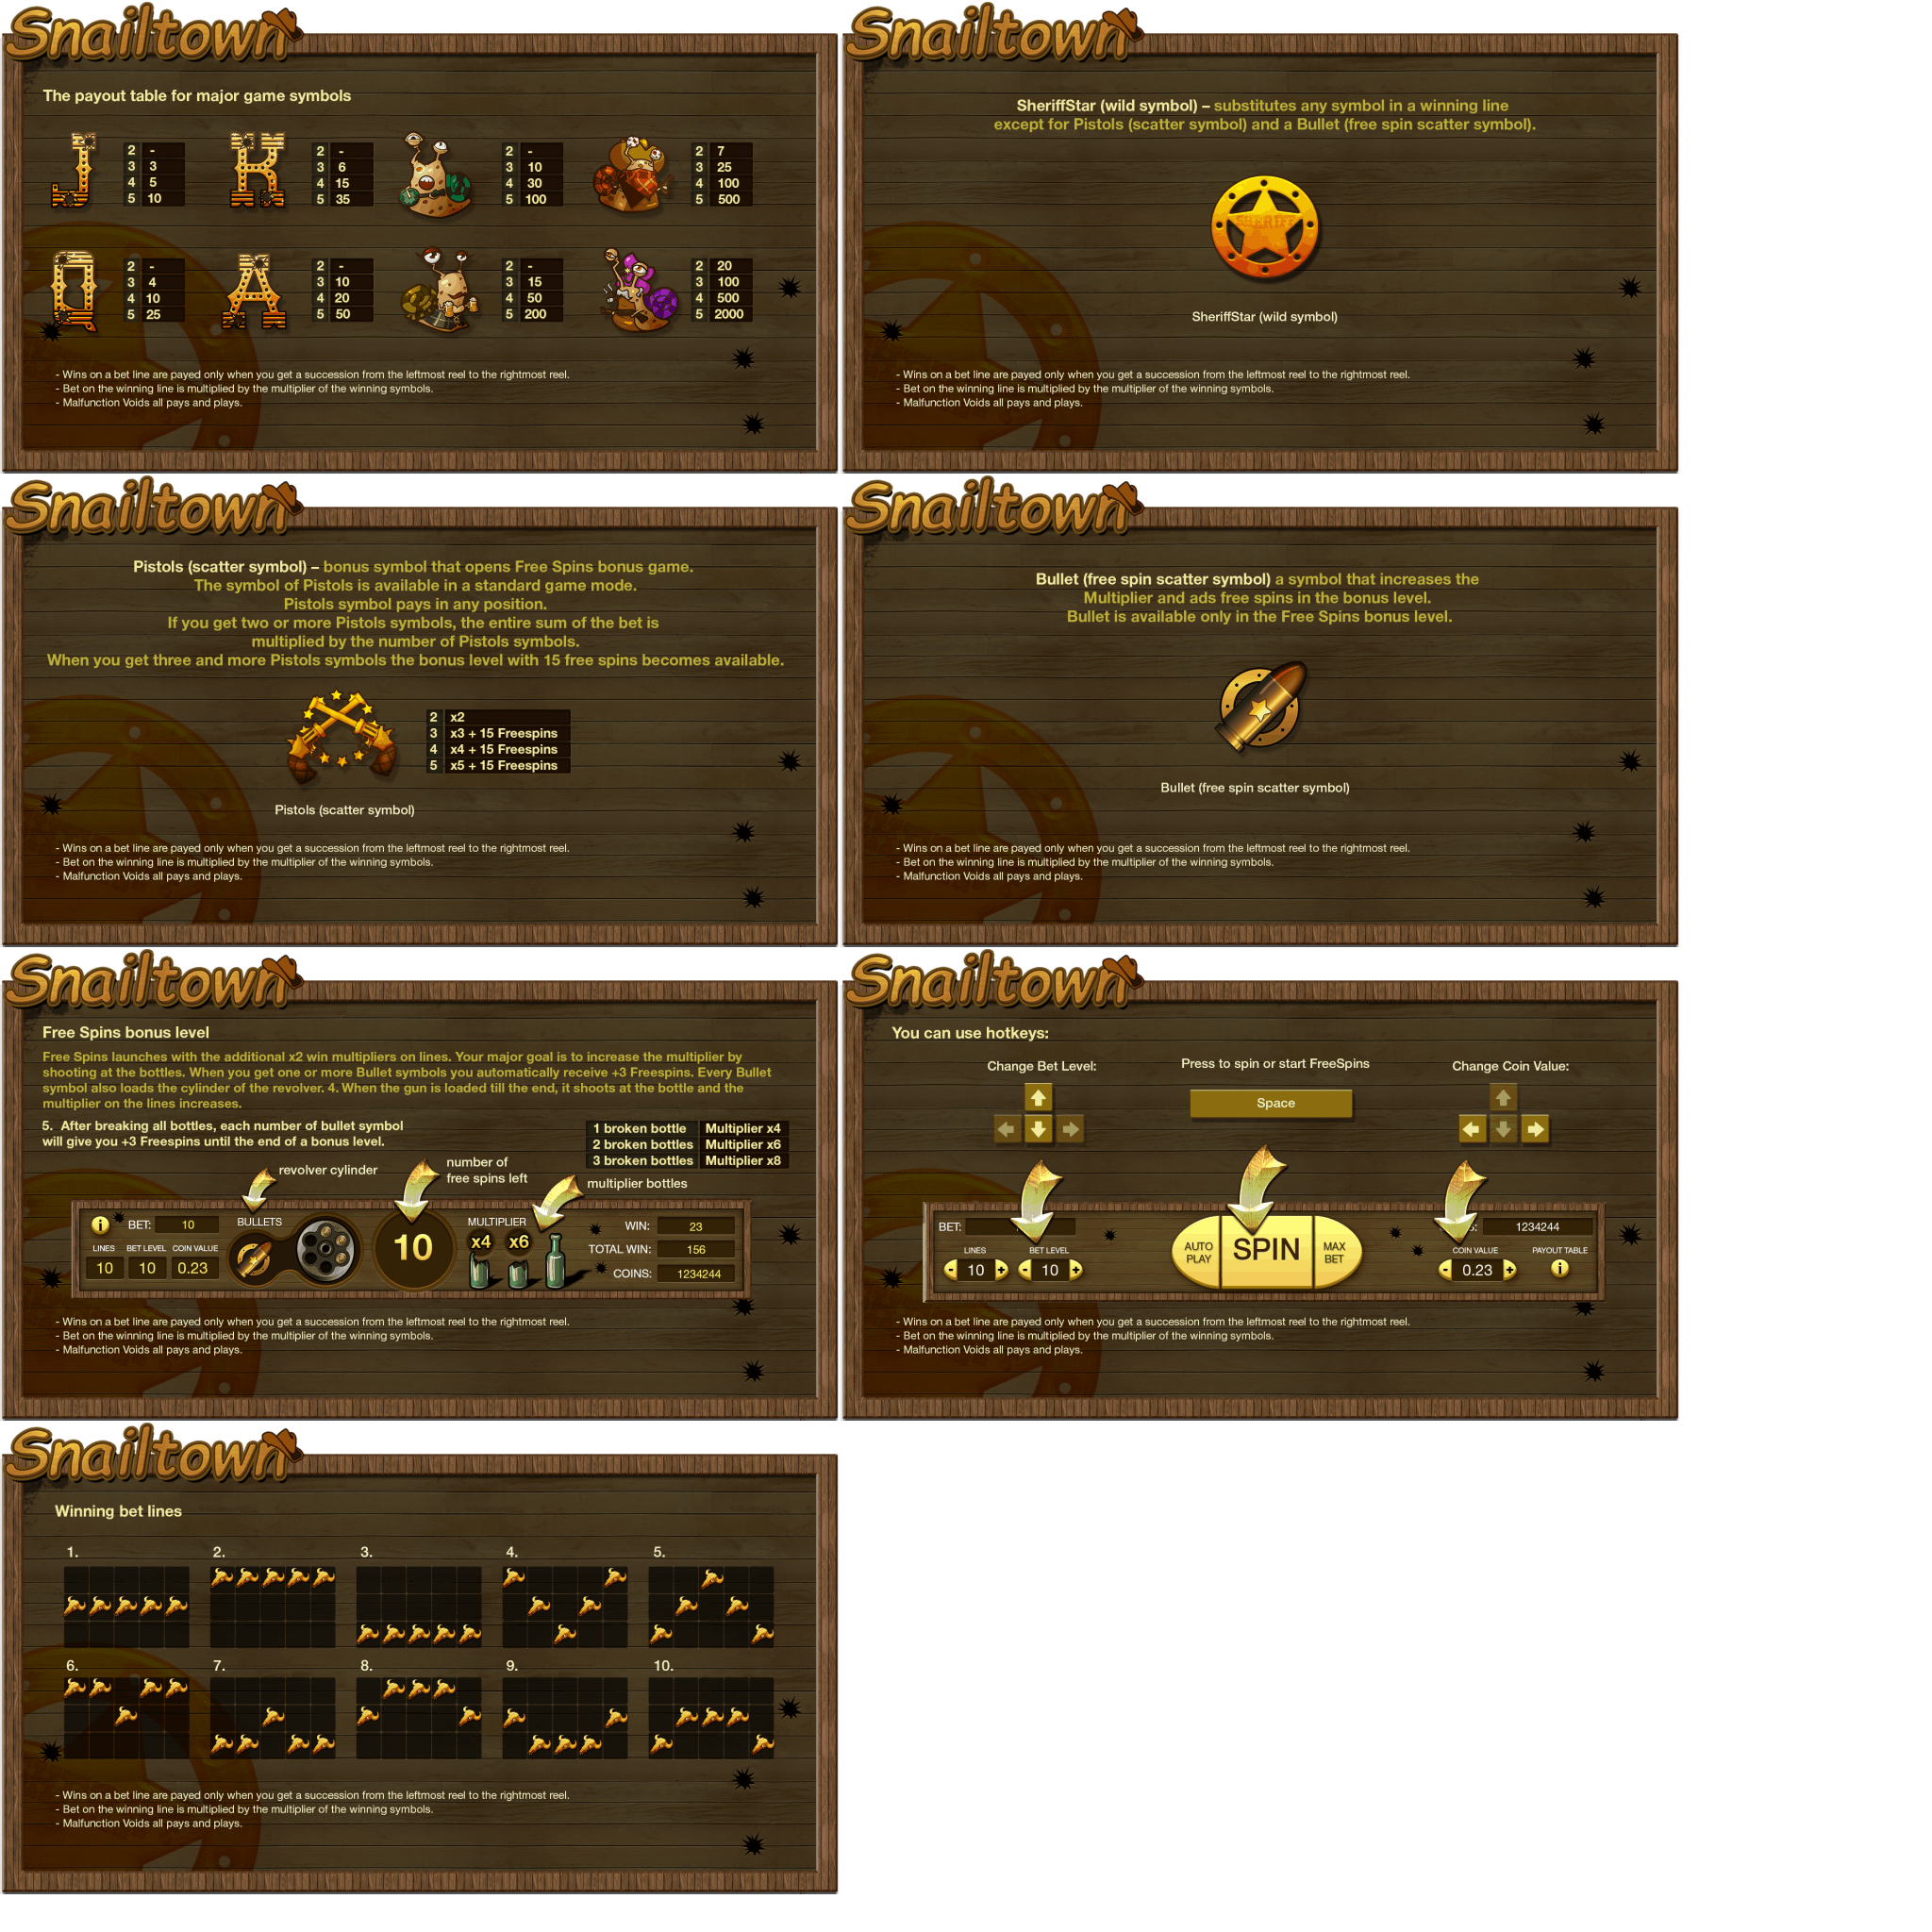 Snailtown
The payout table for major game symbols
J
2 -
3 3
4 5
5 10
K
2 -
3 6
4 15
5 35
2 -
3 10
4 30
5 100
2 7
3 25
4 100
5 500
Q
2 -
3 4
4 10
5 25
A
2 -
3 10
4 20
5 50
2 -
3 15
4 50
5 200
2 20
3 100
4 500
5 2000
- Wins on a bet line are payed only when you get a succession from the leftmost reel to the rightmost reel.
- Bet on the winning line is multiplied by the multiplier of the winning symbols.
- Malfunction Voids all pays and plays.
Snailtown
SheriffStar (wild symbol) – substitutes any symbol in a winning line
except for Pistols (scatter symbol) and a Bullet (free spin scatter symbol).
SHERIFF
SheriffStar (wild symbol)
- Wins on a bet line are payed only when you get a succession from the leftmost reel to the rightmost reel.
- Bet on the winning line is multiplied by the multiplier of the winning symbols.
- Malfunction Voids all pays and plays.
Snailtown
Pistols (scatter symbol) – bonus symbol that opens Free Spins bonus game.
The symbol of Pistols is available in a standard game mode.
Pistols symbol pays in any position.
If you get two or more Pistols symbols, the entire sum of the bet is
multiplied by the number of Pistols symbols.
When you get three and more Pistols symbols the bonus level with 15 free spins becomes available.
2 x2
3 x3 + 15 Freespins
4 x4 + 15 Freespins
5 x5 + 15 Freespins
Pistols (scatter symbol)
- Wins on a bet line are payed only when you get a succession from the leftmost reel to the rightmost reel.
- Bet on the winning line is multiplied by the multiplier of the winning symbols.
- Malfunction Voids all pays and plays.
Snailtown
Bullet (free spin scatter symbol) a symbol that increases the
Multiplier and ads free spins in the bonus level.
Bullet is available only in the Free Spins bonus level.
Bullet (free spin scatter symbol)
- Wins on a bet line are payed only when you get a succession from the leftmost reel to the rightmost reel.
- Bet on the winning line is multiplied by the multiplier of the winning symbols.
- Malfunction Voids all pays and plays.
Snailtown
Free Spins bonus level
Free Spins launches with the additional x2 win multipliers on lines. Your major goal is to increase the multiplier by
shooting at the bottles. When you get one or more Bullet symbols you automatically receive +3 Freespins. Every Bullet
symbol also loads the cylinder of the revolver. 4. When the gun is loaded till the end, it shoots at the bottle and the
multiplier on the lines increases.
5. After breaking all bottles, each number of bullet symbol
will give you +3 Freespins until the end of a bonus level.
1 broken bottle Multiplier x4
2 broken bottles Multiplier x6
3 broken bottles Multiplier x8
revolver cylinder
number of
free spins left
multiplier bottles
i
BET: 10
LINES BET LEVEL COIN VALUE
10 10 0.23
BULLETS
10
MULTIPLIER
x4 x6
WIN: 23
TOTAL WIN: 156
COINS: 1234244
- Wins on a bet line are payed only when you get a succession from the leftmost reel to the rightmost reel.
- Bet on the winning line is multiplied by the multiplier of the winning symbols.
- Malfunction Voids all pays and plays.
Snailtown
You can use hotkeys:
Change Bet Level:
Press to spin or start FreeSpins
Change Coin Value:
Space
BET:
LINES BET LEVEL
- 10 + - 10 +
AUTO
PLAY
SPIN
MAX
BET
1234244
COIN VALUE PAYOUT TABLE
- 0.23 + i
- Wins on a bet line are payed only when you get a succession from the leftmost reel to the rightmost reel.
- Bet on the winning line is multiplied by the multiplier of the winning symbols.
- Malfunction Voids all pays and plays.
Snailtown
Winning bet lines
1. 2. 3. 4. 5.
6. 7. 8. 9. 10.
- Wins on a bet line are payed only when you get a succession from the leftmost reel to the rightmost reel.
- Bet on the winning line is multiplied by the multiplier of the winning symbols.
- Malfunction Voids all pays and plays.